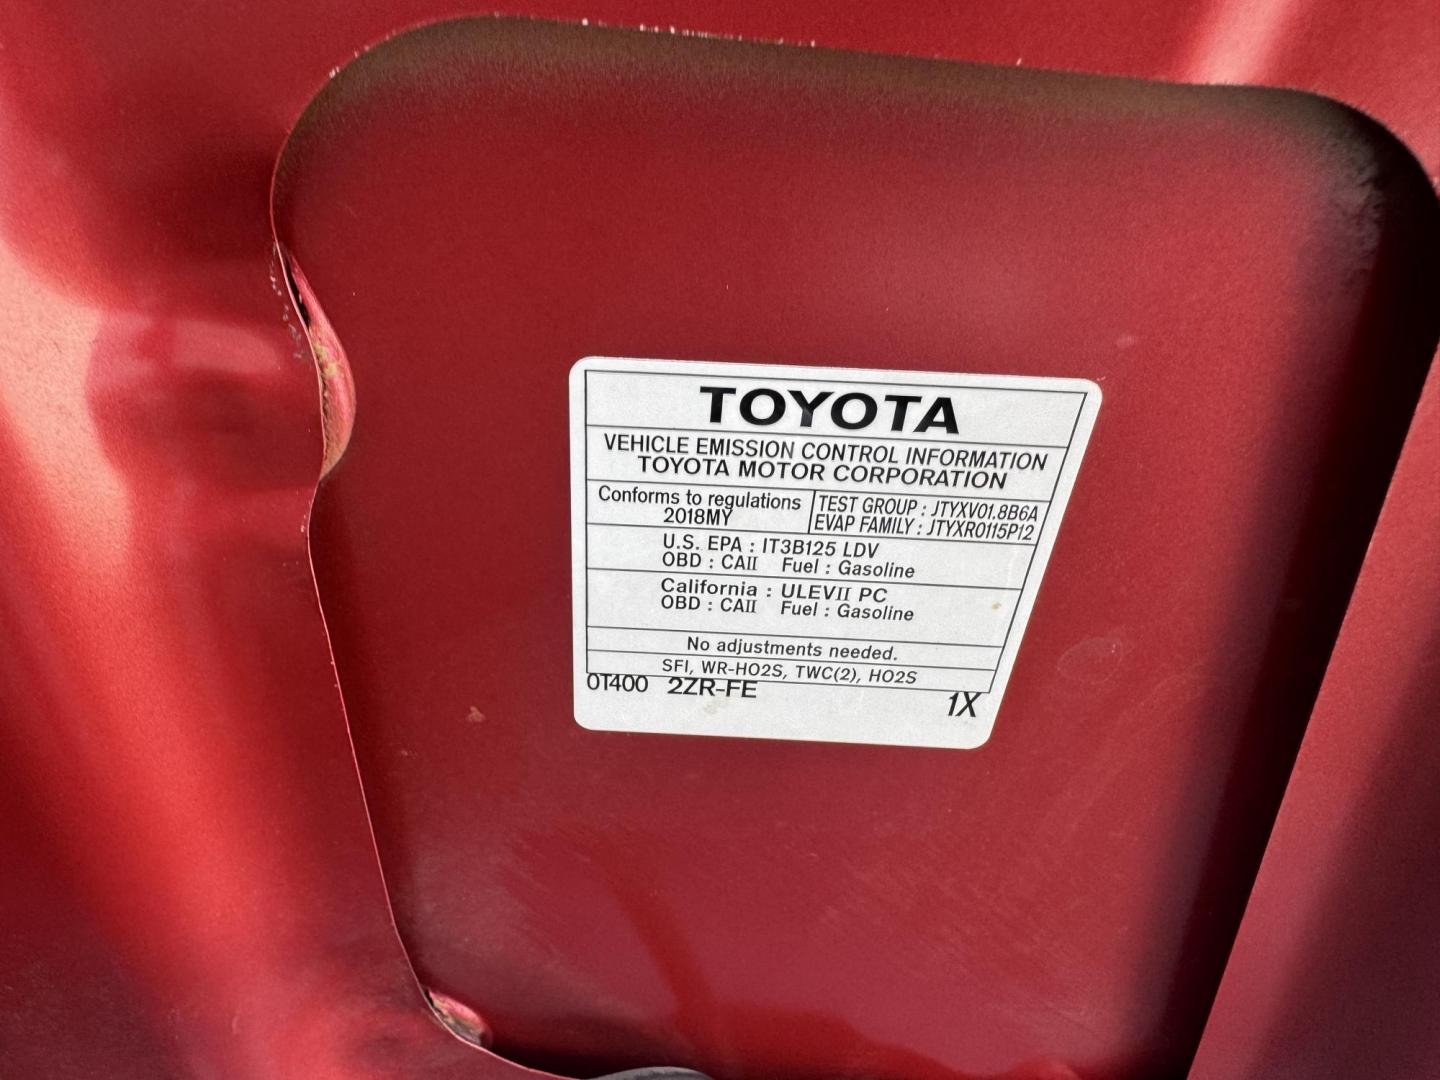 TOYOTA
VEHICLE EMISSION CONTROL INFORMATION
TOYOTA MOTOR CORPORATION
Conforms to regulations
2018MY
TEST GROUP : JTYXV01.8B6A
EVAP FAMILY : JTYXR0115P12
U.S. EPA : IT3B125 LDV
OBD : CAII Fuel : Gasoline
California : ULEVII PC
OBD : CAII Fuel : Gasoline
No adjustments needed.
SFI, WR-HO2S, TWC(2), HO2S
0T400 2ZR-FE 1X